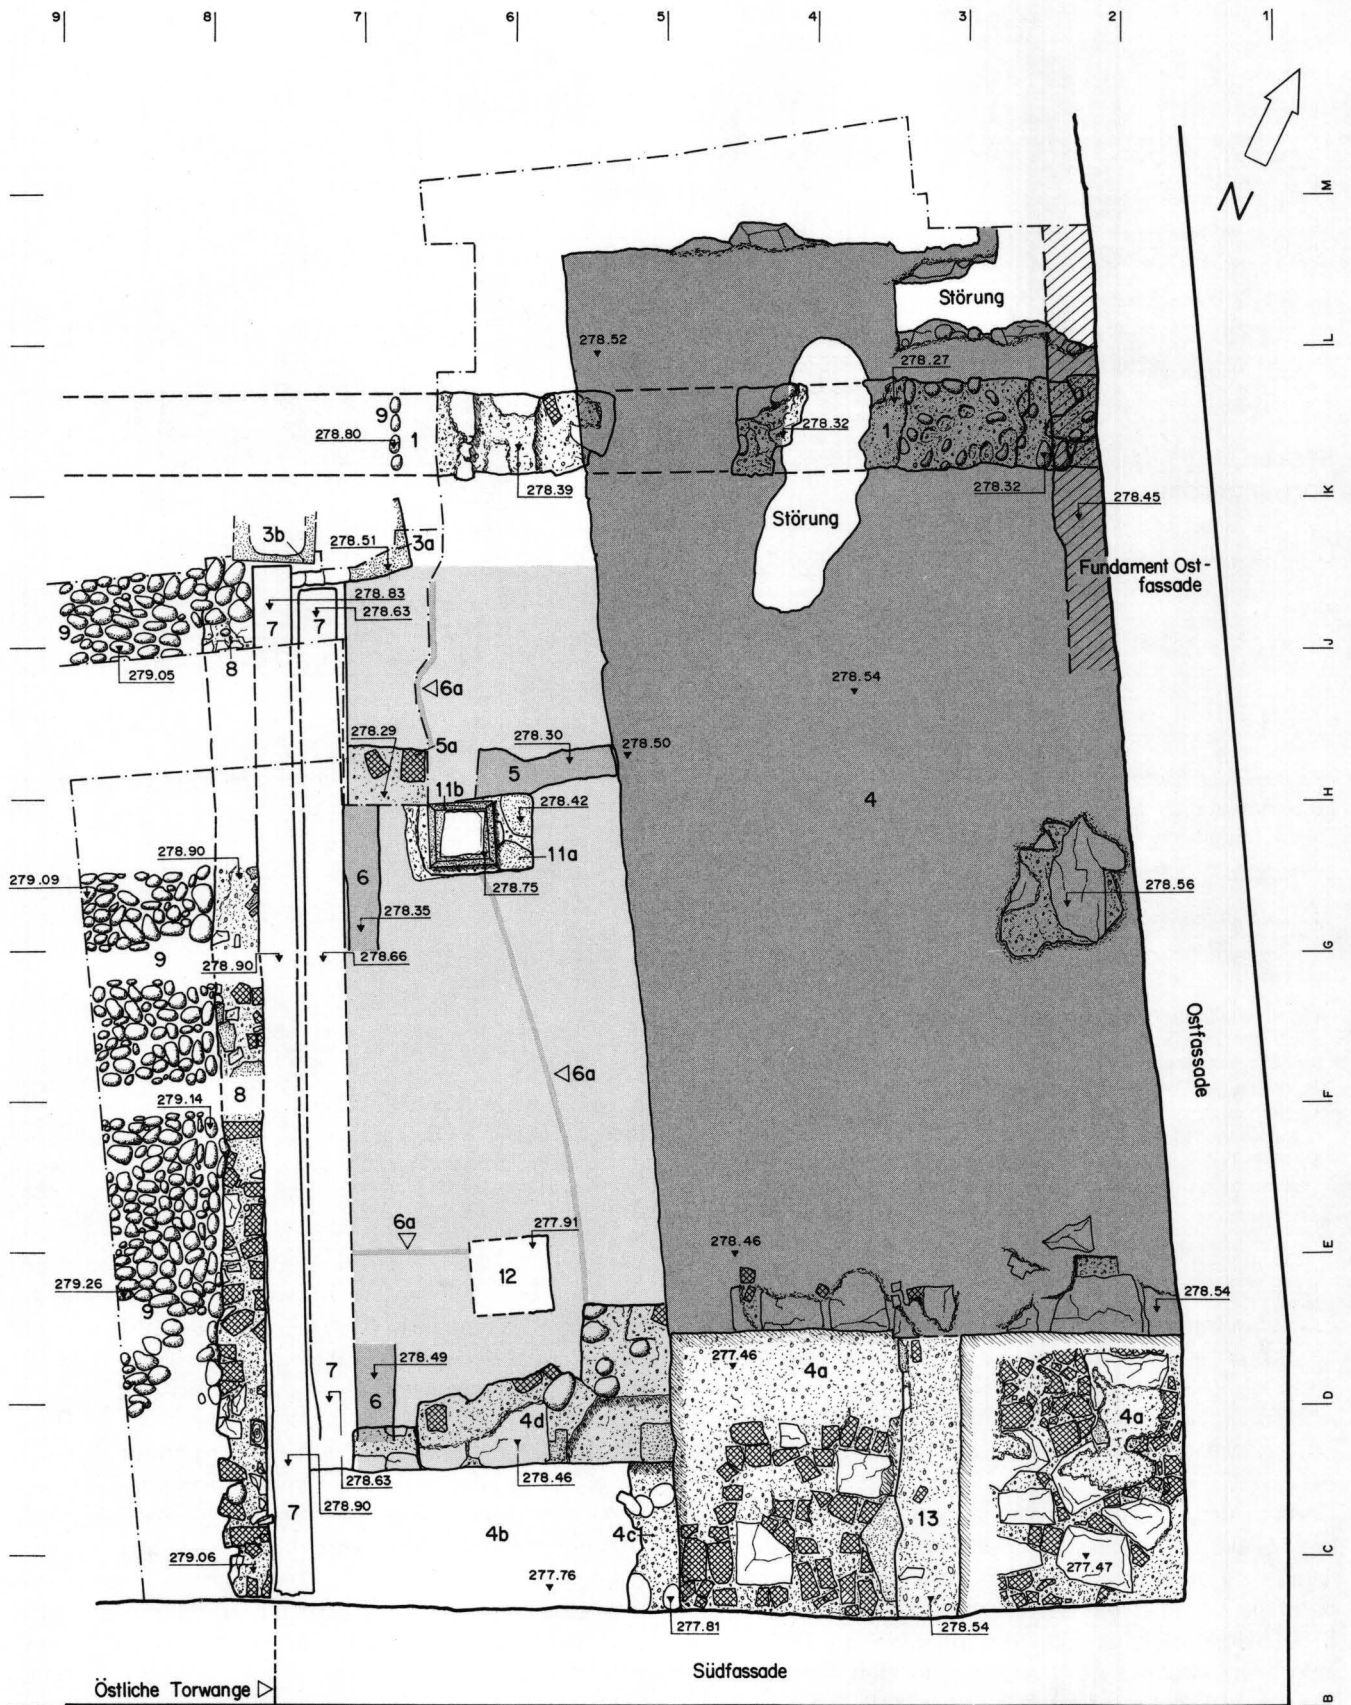 9 8 7 6 5 4 3 2 1
N
M
Störung
278.52
L
278.27
9
278.80
1
278.32
1
278.39
278.32
K
278.45
Störung
3b
278.51
3a
Fundament Ost-
fassade
278.83
278.63
9
7
7
J
8
279.05
6a
278.54
278.29
5a
278.30
278.50
5
11b
4
H
278.42
278.90
11a
279.09
6
278.75
278.56
278.35
9
278.90
278.66
G
Ostfassade
6a
8
F
279.14
6a
277.91
278.46
E
12
279.26
9
278.54
277.46
278.49
4a
7
6
D
4d
4a
278.63
278.46
278.90
7
4b
4c
13
279.06
C
277.47
277.76
277.81
278.54
Südfassade
Östliche Torwange
B